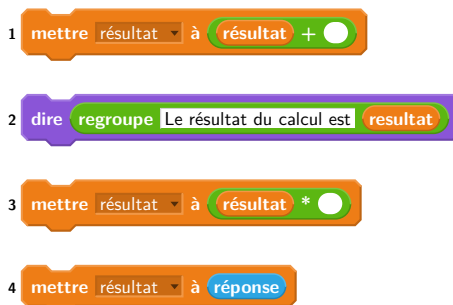 1 mettre résultat à résultat +
2 dire regroupe Le résultat du calcul est resultat
3 mettre résultat à résultat *
4 mettre résultat à réponse